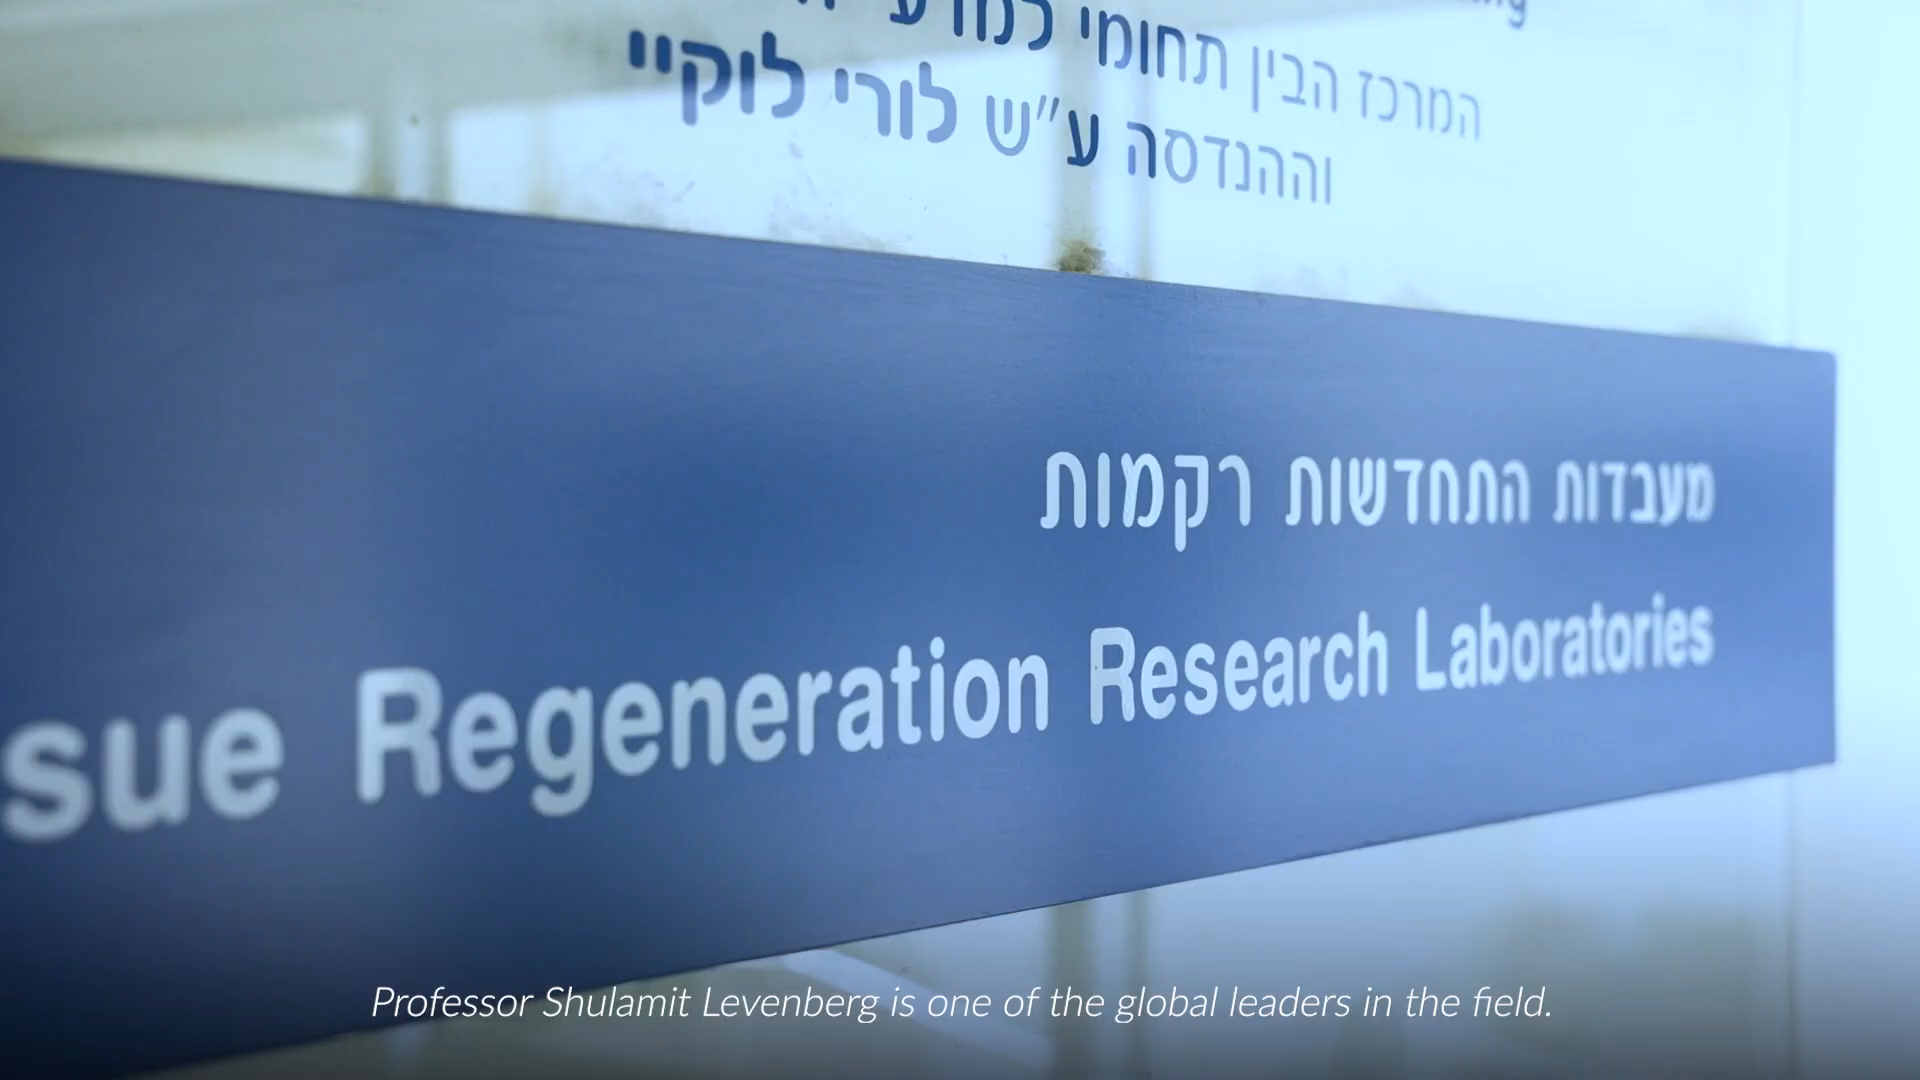 המרכז הבין תחומי למדעי
וההנדסה ע״ש לורי לוקיי
מעבדות התחדשות רקמות
sue Regeneration Research Laboratories
Professor Shulamit Levenberg is one of the global leaders in the field.